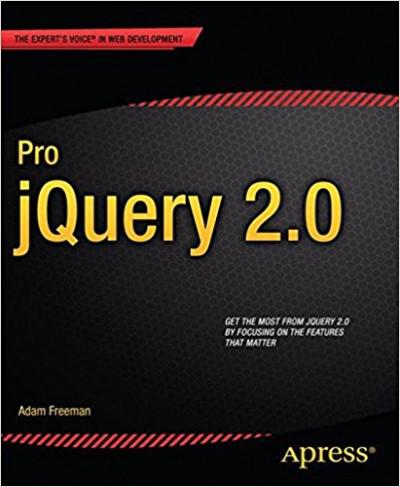 THE EXPERT'S VOICE® IN WEB DEVELOPMENT
Pro
jQuery 2.0
GET THE MOST FROM JQUERY 2.0
BY FOCUSING ON THE FEATURES
THAT MATTER
Adam Freeman
Apress®